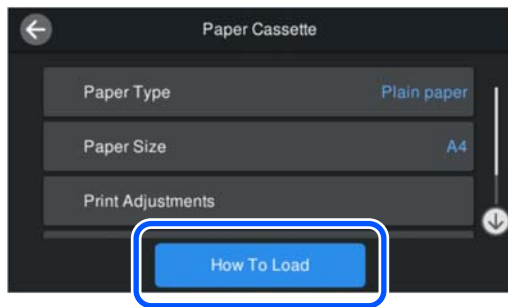 Paper Cassette
Paper Type Plain paper
Paper Size A4
Print Adjustments
How To Load